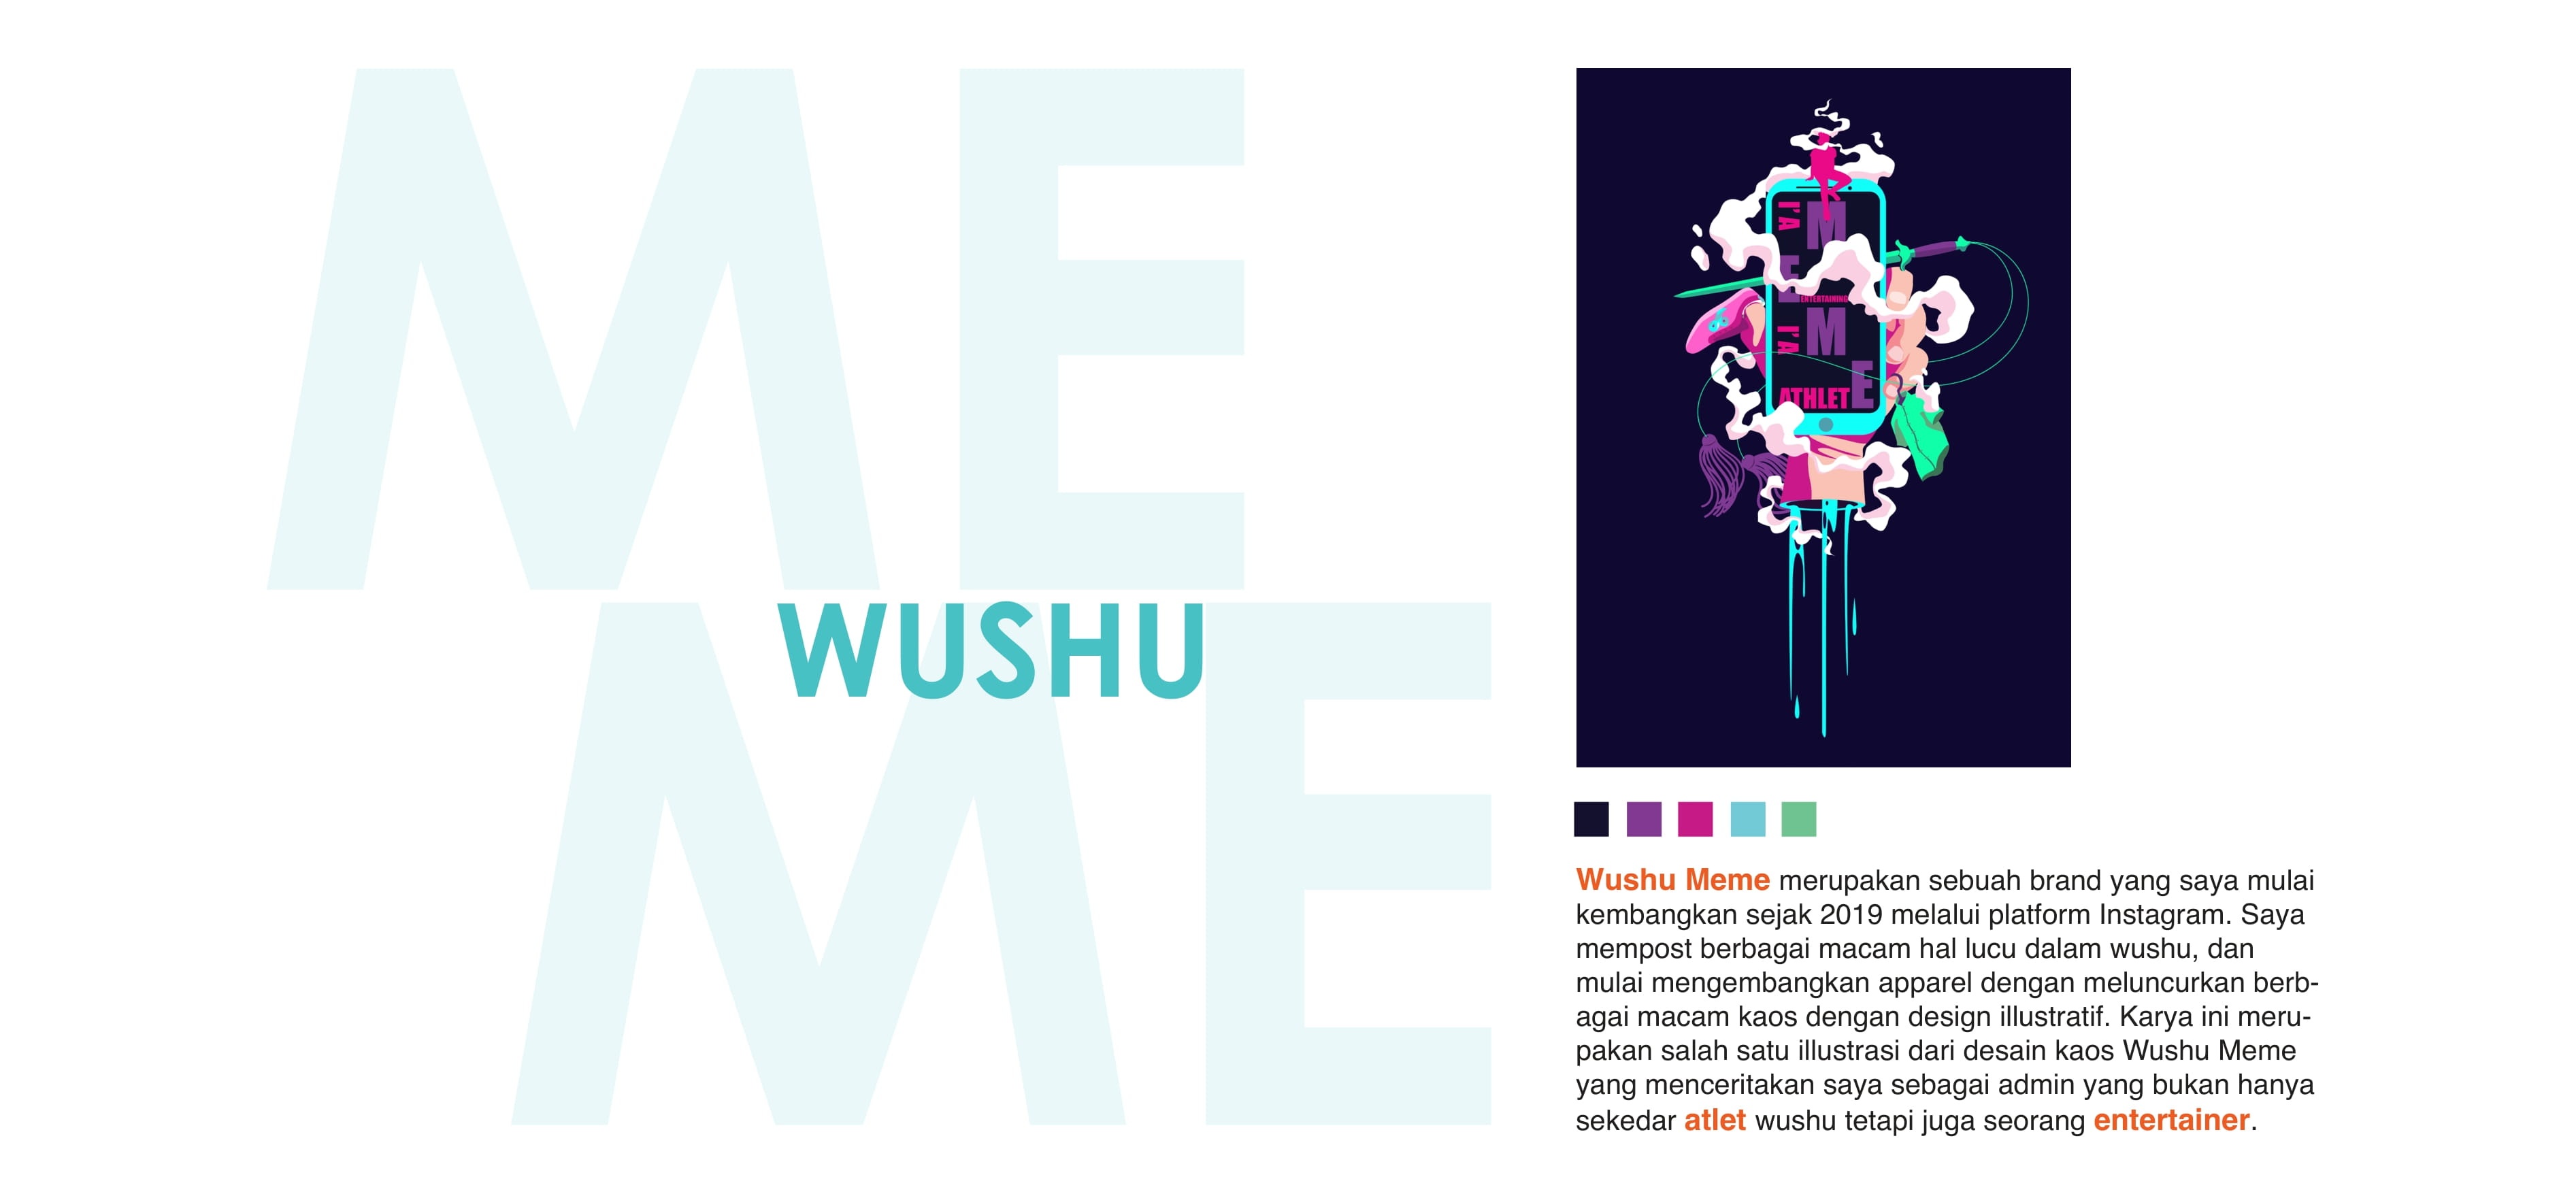 ME
WUSHU
ME
I'A
M
E
ENTERTAINING
I'A
M
E
ATHLET
Wushu Meme merupakan sebuah brand yang saya mulai
kembangkan sejak 2019 melalui platform Instagram. Saya
mempost berbagai macam hal lucu dalam wushu, dan
mulai mengembangkan apparel dengan meluncurkan berb-
agai macam kaos dengan design illustratif. Karya ini meru-
pakan salah satu illustrasi dari desain kaos Wushu Meme
yang menceritakan saya sebagai admin yang bukan hanya
sekedar atlet wushu tetapi juga seorang entertainer.